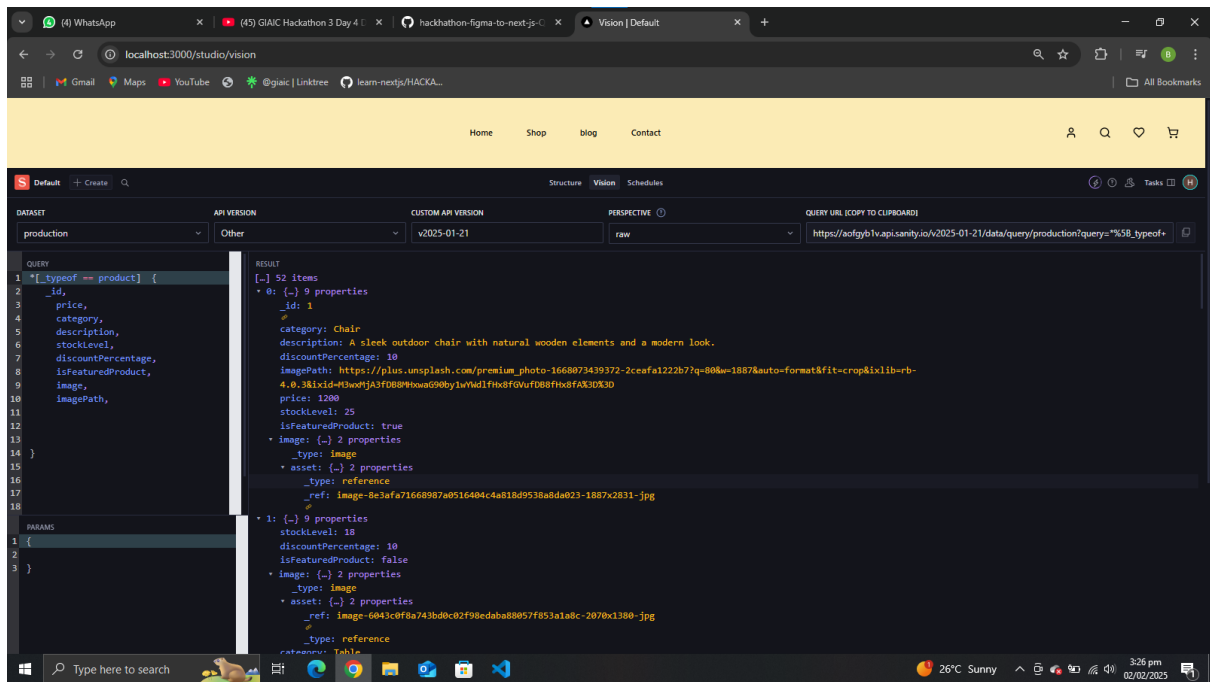 (4) WhatsApp
(45) GIAIC Hackathon 3 Day 4
hackhathon-figma-to-next-js-
Vision | Default
localhost:3000/studio/vision
Gmail
Maps
YouTube
@giaic | Linktree
learn-nextjs/HACKA...
All Bookmarks
Home
Shop
blog
Contact
S Default
+ Create
Structure
Vision
Schedules
Tasks
H
DATASET
production
API VERSION
Other
CUSTOM API VERSION
v2025-01-21
PERSPECTIVE
raw
QUERY URL [COPY TO CLIPBOARD]
https://aofgyb1v.api.sanity.io/v2025-01-21/data/query/production?query=*%5B_typeof+
QUERY
1 *[_typeof == product] {
2 _id,
3 price,
4 category,
5 description,
6 stockLevel,
7 discountPercentage,
8 isFeaturedProduct,
9 image,
10 imagePath,
11
12
13
14 }
15
16
17
18
PARAMS
1 {
2
3 }
RESULT
[…] 52 items
0: {…} 9 properties
_id: 1
category: Chair
description: A sleek outdoor chair with natural wooden elements and a modern look.
discountPercentage: 10
imagePath: https://plus.unsplash.com/premium_photo-1668073439372-2ceafa1222b7?q=80&w=1887&auto=format&fit=crop&ixlib=rb-
4.0.3&ixid=M3wxMjA3fDB8MHxwaG90by1wYWdlfHx8fGVufDB8fHx8fA%3D%3D
price: 1200
stockLevel: 25
isFeaturedProduct: true
image: {…} 2 properties
_type: image
asset: {…} 2 properties
_type: reference
_ref: image-8e3afa71668987a0516404c4a818d9538a8da023-1887x2831-jpg
1: {…} 9 properties
stockLevel: 18
discountPercentage: 10
isFeaturedProduct: false
image: {…} 2 properties
_type: image
asset: {…} 2 properties
_ref: image-6043c0f8a743bd0c02f98edaba88057f853a1a8c-2070x1380-jpg
_type: reference
category: Table
Type here to search
26°C Sunny
3:26 pm
02/02/2025